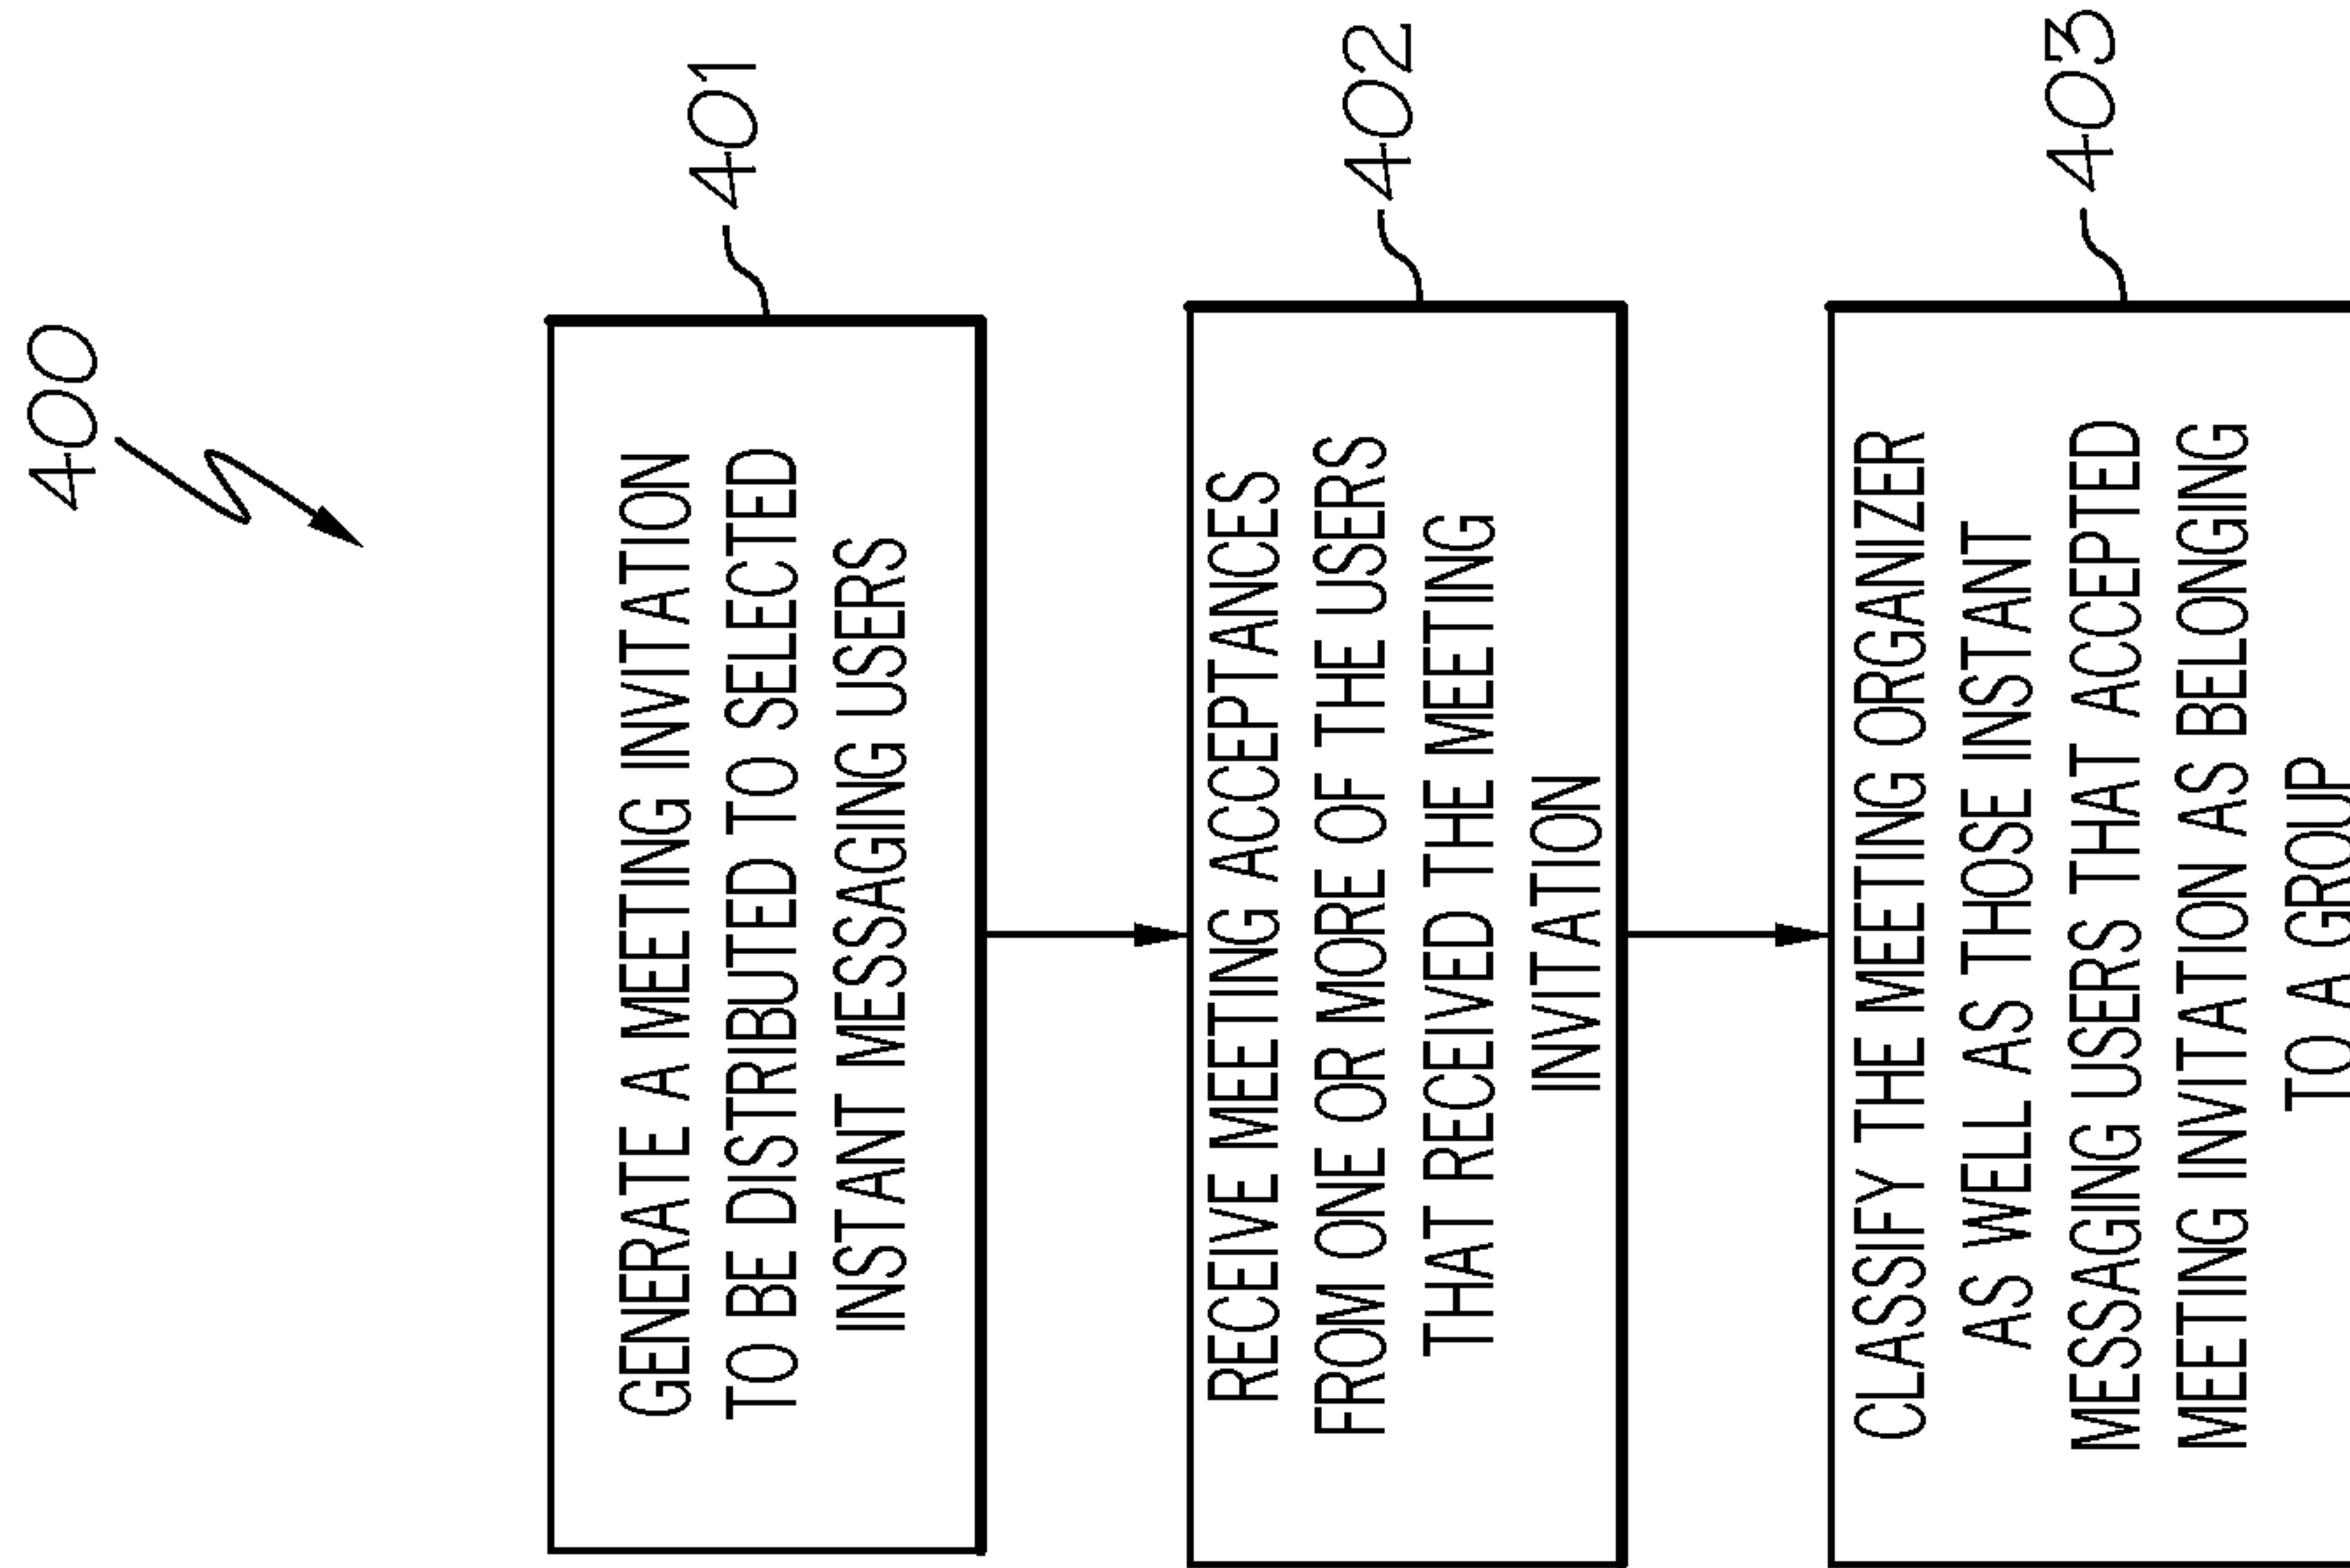 400
GENERATE A MEETING INVITATION
TO BE DISTRIBUTED TO SELECTED
INSTANT MESSAGING USERS
401
RECEIVE MEETING ACCEPTANCES
FROM ONE OR MORE OF THE USERS
THAT RECEIVED THE MEETING
INVITATION
402
CLASSIFY THE MEETING ORGANIZER
AS WELL AS THOSE INSTANT
MESSAGING USERS THAT ACCEPTED
MEETING INVITATION AS BELONGING
TO A GROUP
403